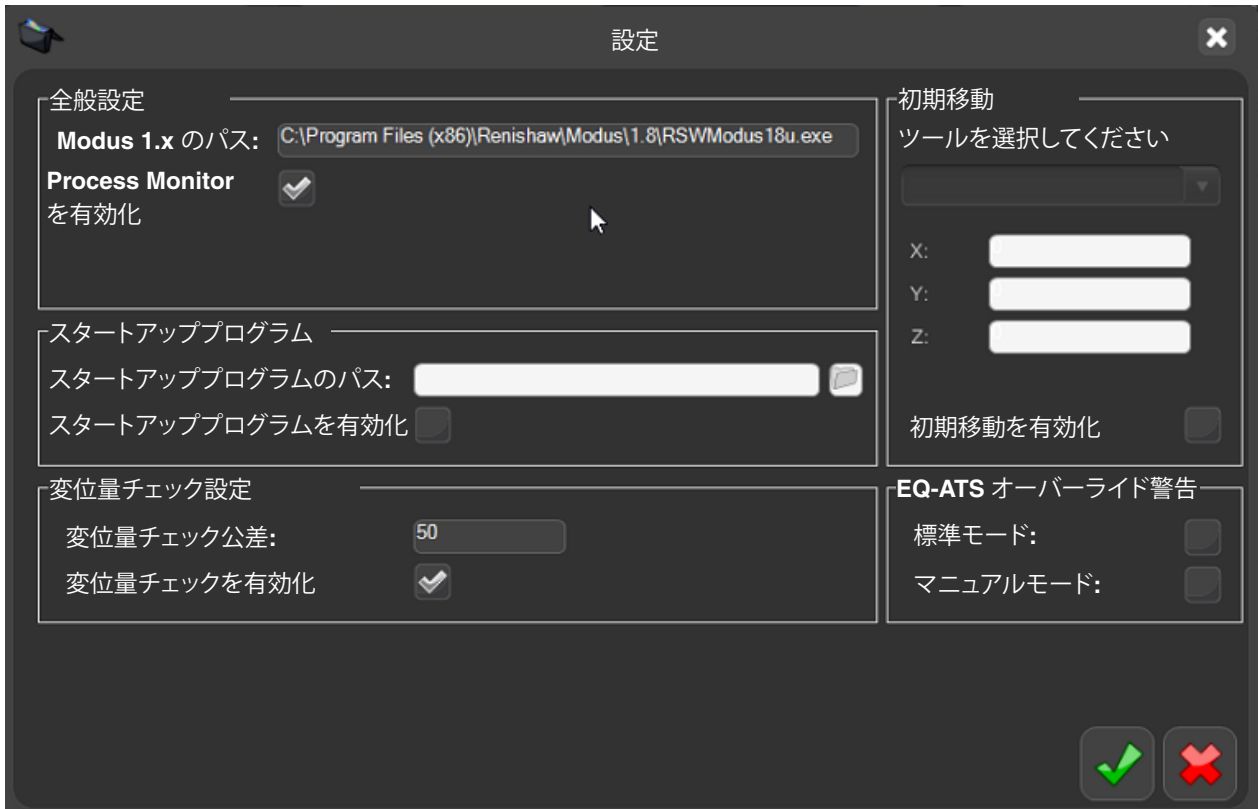 設定
全般設定
Modus 1.x のパス:
C:\Program Files (x86)\Renishaw\Modus\1.8\RSWModus18u.exe
Process Monitor
を有効化
スタートアッププログラム
スタートアッププログラムのパス:
スタートアッププログラムを有効化
変位量チェック設定
変位量チェック公差:
50
変位量チェックを有効化
初期移動
ツールを選択してください
X:
Y:
Z:
初期移動を有効化
EQ-ATS オーバーライド警告
標準モード:
マニュアルモード: